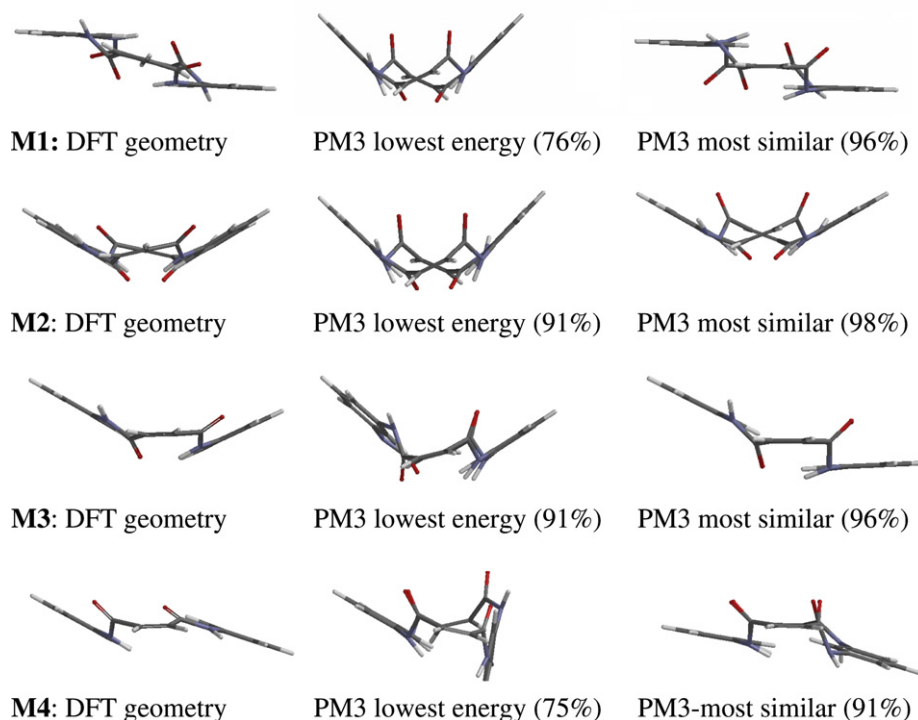 M1: DFT geometry PM3 lowest energy (76%) PM3 most similar (96%)
M2: DFT geometry PM3 lowest energy (91%) PM3 most similar (98%)
M3: DFT geometry PM3 lowest energy (91%) PM3 most similar (96%)
M4: DFT geometry PM3 lowest energy (75%) PM3-most similar (91%)